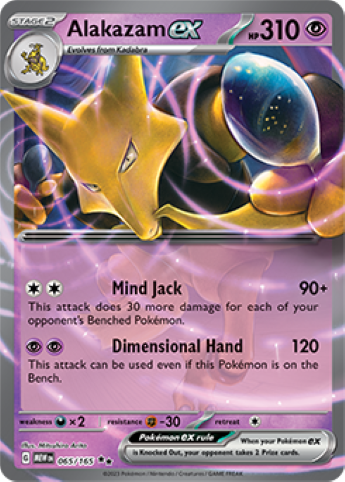 STAGE2 Alakazam ex HP310
Evolves from Kadabra
Mind Jack 90+
This attack does 30 more damage for each of your
opponent's Benched Pokémon.
Dimensional Hand 120
This attack can be used even if this Pokémon is on
the Bench.
weakness ×2 resistance -30 retreat
Illus. Mitsuhiro Arita
Pokémon ex rule When your Pokémon ex
is Knocked Out, your opponent takes 2 Prize cards.
G MEW EN 065/165
©2023 Pokémon / Nintendo / Creatures / GAME FREAK